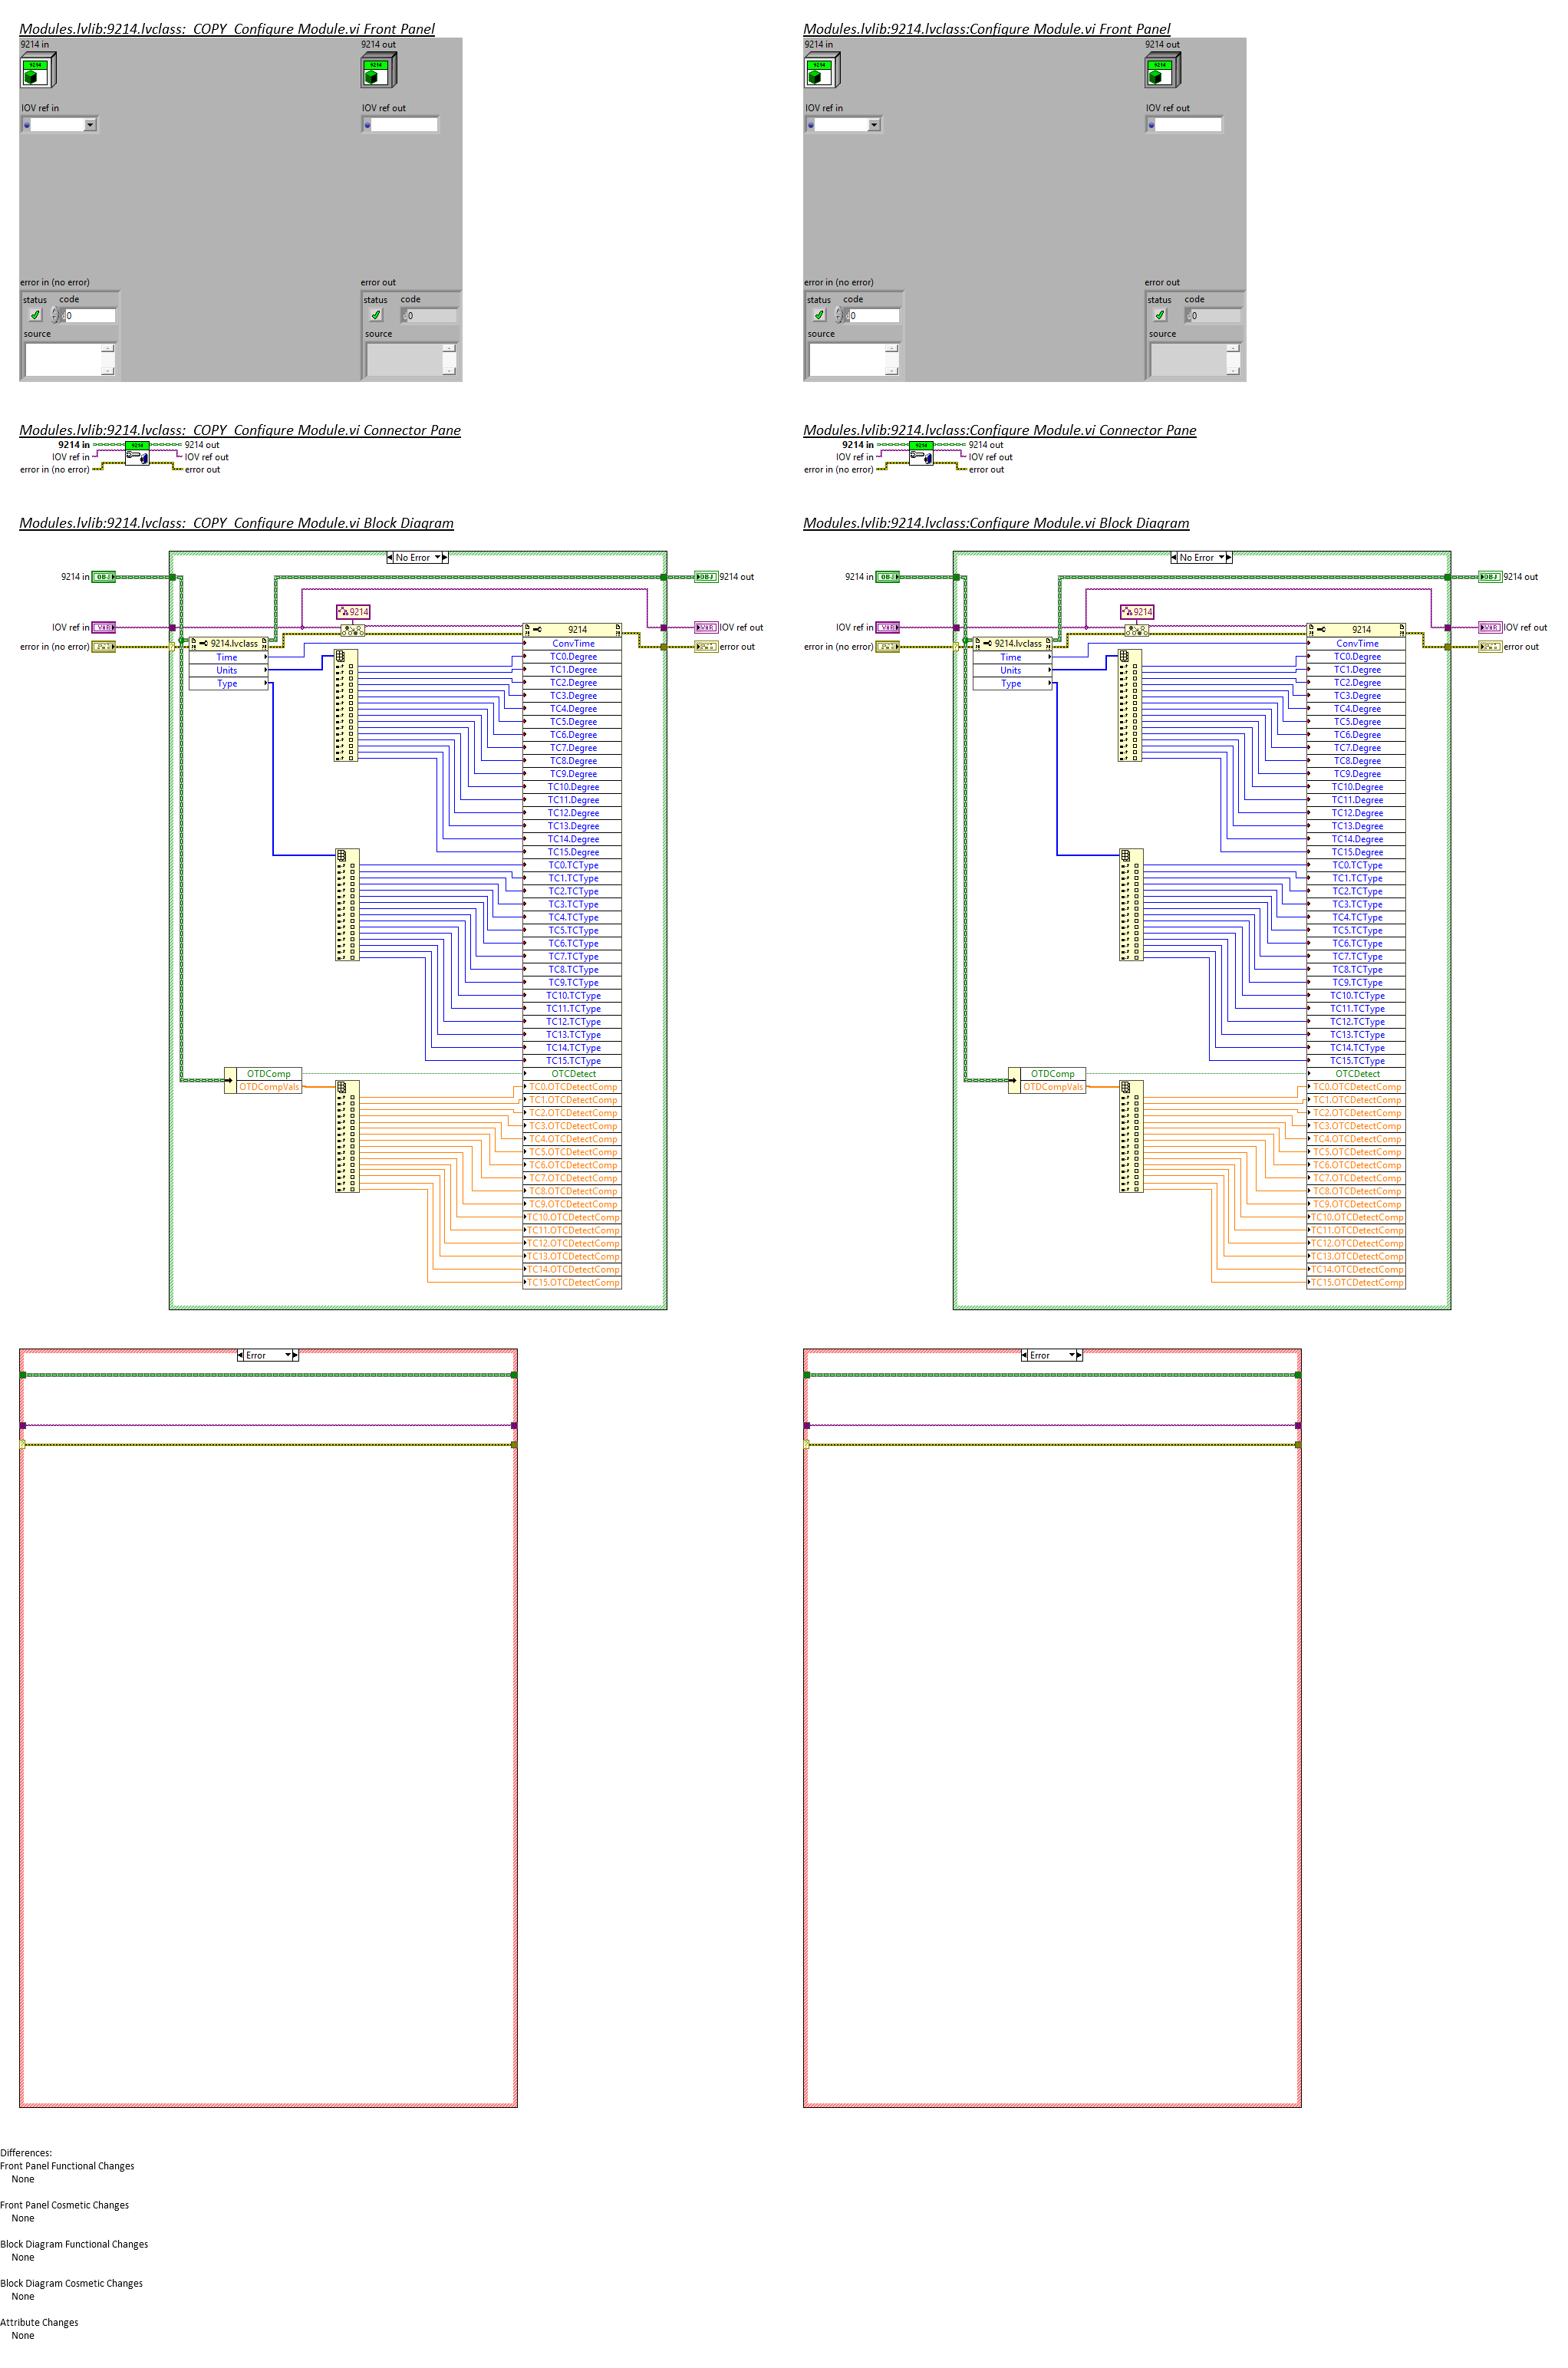 Modules.lvlib:9214.lvclass:_COPY_Configure Module.vi Front Panel
9214 in
9214 out
9214
9214
IOV ref in
IOV ref out
error in (no error)
error out
status code
0
source
status code
0
source
Modules.lvlib:9214.lvclass:_COPY_Configure Module.vi Connector Pane
9214 in
9214
9214 out
IOV ref in
IOV ref out
error in (no error)
error out
Modules.lvlib:9214.lvclass:_COPY_Configure Module.vi Block Diagram
No Error
9214 in
OBJ
OBJ
9214 out
9214
IOV ref in
IOV ref out
error in (no error)
error out
9214.lvclass
Time
Units
Type
9214
ConvTime
TC0.Degree
TC1.Degree
TC2.Degree
TC3.Degree
TC4.Degree
TC5.Degree
TC6.Degree
TC7.Degree
TC8.Degree
TC9.Degree
TC10.Degree
TC11.Degree
TC12.Degree
TC13.Degree
TC14.Degree
TC15.Degree
TC0.TCType
TC1.TCType
TC2.TCType
TC3.TCType
TC4.TCType
TC5.TCType
TC6.TCType
TC7.TCType
TC8.TCType
TC9.TCType
TC10.TCType
TC11.TCType
TC12.TCType
TC13.TCType
TC14.TCType
TC15.TCType
OTDComp
OTDCompVals
OTCDetect
TC0.OTCDetectComp
TC1.OTCDetectComp
TC2.OTCDetectComp
TC3.OTCDetectComp
TC4.OTCDetectComp
TC5.OTCDetectComp
TC6.OTCDetectComp
TC7.OTCDetectComp
TC8.OTCDetectComp
TC9.OTCDetectComp
TC10.OTCDetectComp
TC11.OTCDetectComp
TC12.OTCDetectComp
TC13.OTCDetectComp
TC14.OTCDetectComp
TC15.OTCDetectComp
Error
Modules.lvlib:9214.lvclass:Configure Module.vi Front Panel
9214 in
9214 out
9214
9214
IOV ref in
IOV ref out
error in (no error)
error out
status code
0
source
status code
0
source
Modules.lvlib:9214.lvclass:Configure Module.vi Connector Pane
9214 in
9214
9214 out
IOV ref in
IOV ref out
error in (no error)
error out
Modules.lvlib:9214.lvclass:Configure Module.vi Block Diagram
No Error
9214 in
OBJ
OBJ
9214 out
9214
IOV ref in
IOV ref out
error in (no error)
error out
9214.lvclass
Time
Units
Type
9214
ConvTime
TC0.Degree
TC1.Degree
TC2.Degree
TC3.Degree
TC4.Degree
TC5.Degree
TC6.Degree
TC7.Degree
TC8.Degree
TC9.Degree
TC10.Degree
TC11.Degree
TC12.Degree
TC13.Degree
TC14.Degree
TC15.Degree
TC0.TCType
TC1.TCType
TC2.TCType
TC3.TCType
TC4.TCType
TC5.TCType
TC6.TCType
TC7.TCType
TC8.TCType
TC9.TCType
TC10.TCType
TC11.TCType
TC12.TCType
TC13.TCType
TC14.TCType
TC15.TCType
OTDComp
OTDCompVals
OTCDetect
TC0.OTCDetectComp
TC1.OTCDetectComp
TC2.OTCDetectComp
TC3.OTCDetectComp
TC4.OTCDetectComp
TC5.OTCDetectComp
TC6.OTCDetectComp
TC7.OTCDetectComp
TC8.OTCDetectComp
TC9.OTCDetectComp
TC10.OTCDetectComp
TC11.OTCDetectComp
TC12.OTCDetectComp
TC13.OTCDetectComp
TC14.OTCDetectComp
TC15.OTCDetectComp
Error
Differences:
Front Panel Functional Changes
None
Front Panel Cosmetic Changes
None
Block Diagram Functional Changes
None
Block Diagram Cosmetic Changes
None
Attribute Changes
None